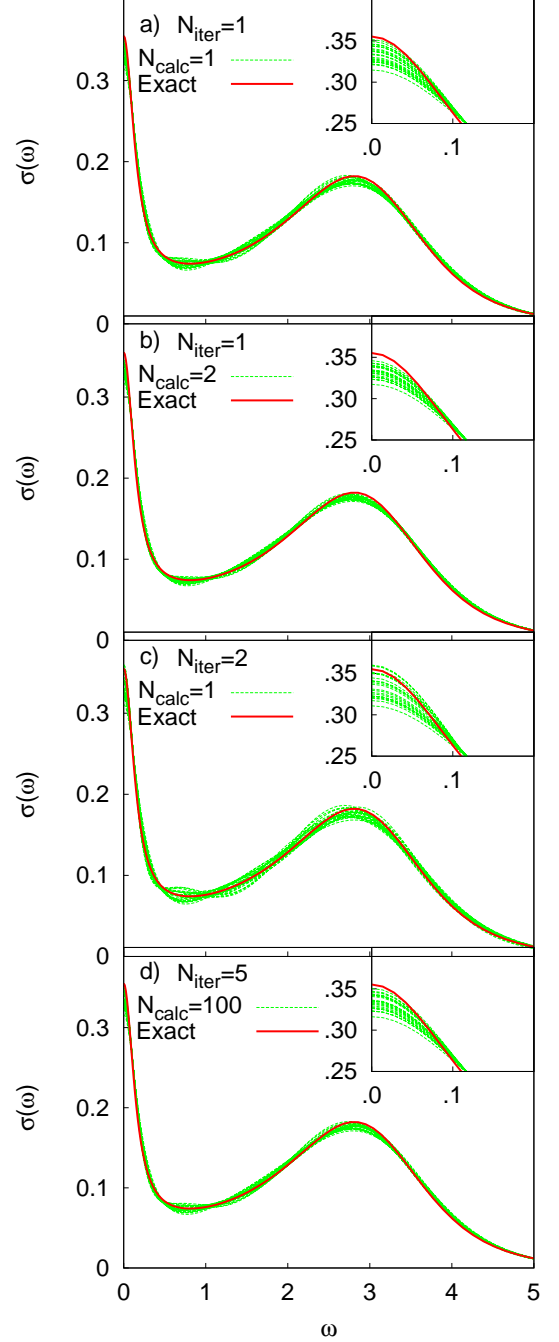 a) N_iter=1
N_calc=1
Exact
0.3
0.2
0.1
0
σ(ω)
.35
.30
.25
.0 .1
b) N_iter=1
N_calc=2
Exact
0.3
0.2
0.1
0
σ(ω)
.35
.30
.25
.0 .1
c) N_iter=2
N_calc=1
Exact
0.3
0.2
0.1
0
σ(ω)
.35
.30
.25
.0 .1
d) N_iter=5
N_calc=100
Exact
0.3
0.2
0.1
0
σ(ω)
.35
.30
.25
.0 .1
0 1 2 3 4 5
ω